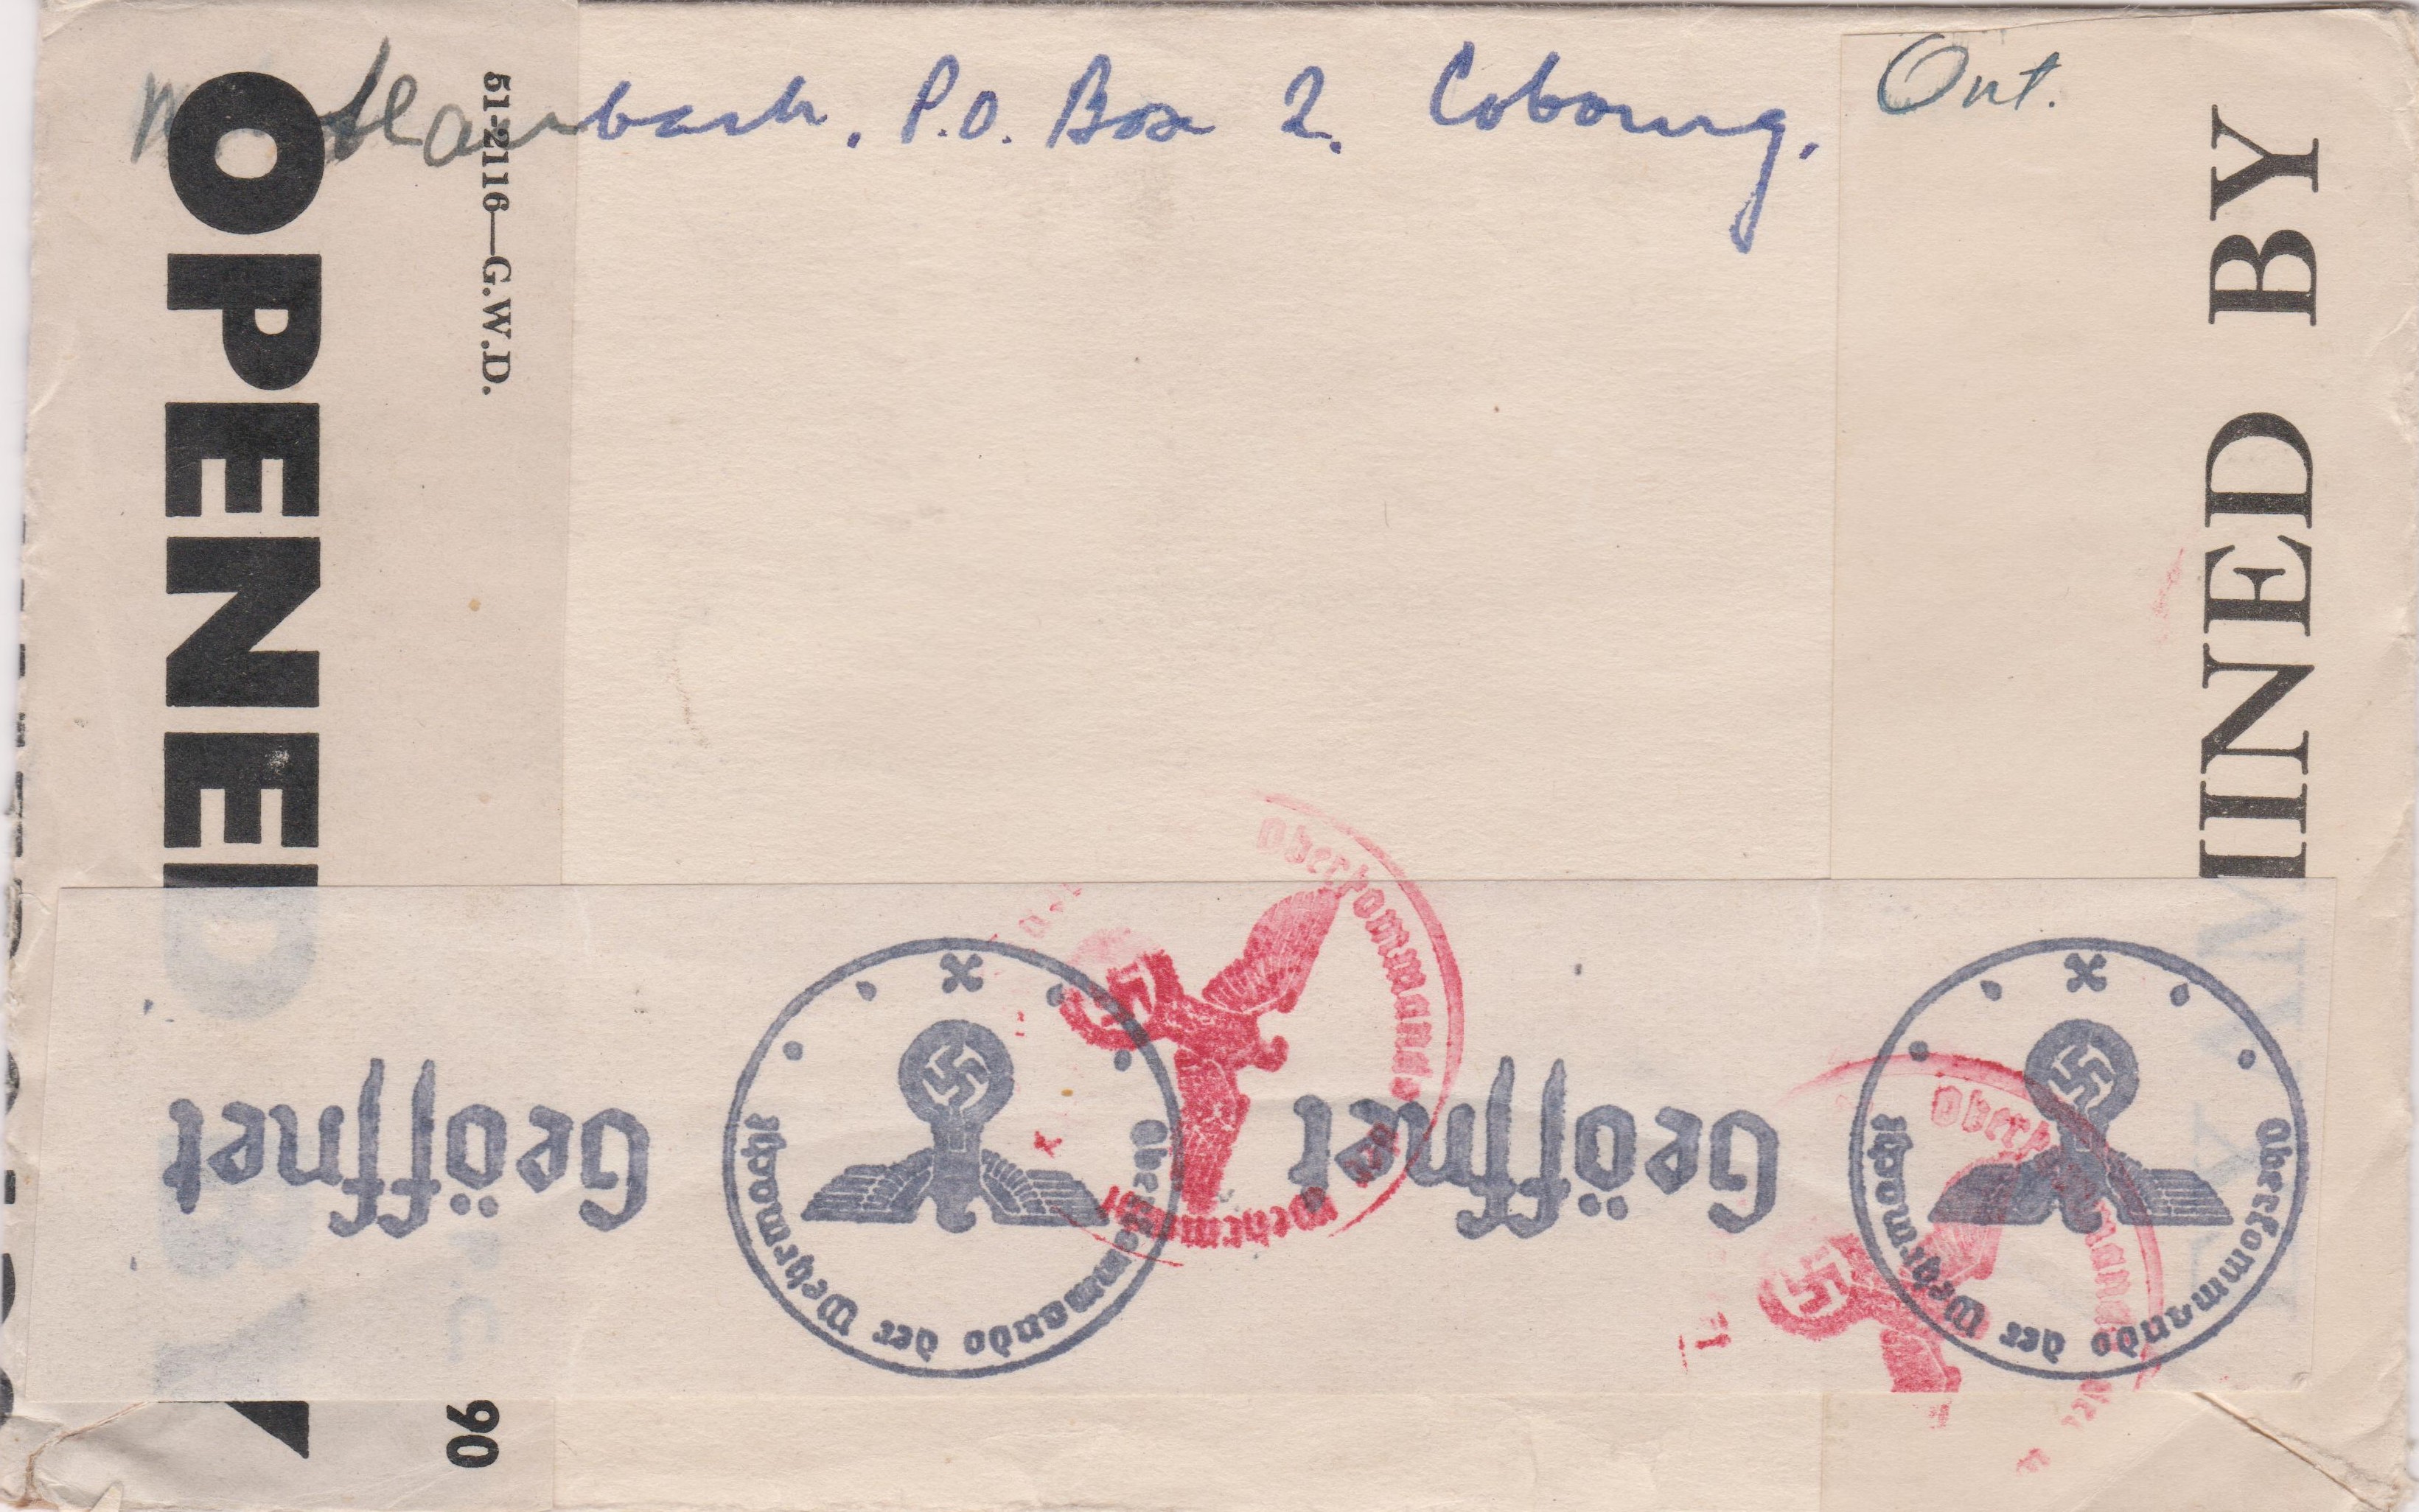 P.O. Box 2. Cobourg. Ont.
OPENED
51-2116—G.W.D.
90
INED BY
Geöffnet
Oberkommando der Wehrmacht
Geöffnet
Oberkommando der Wehrmacht
Oberkommando der Wehrmacht